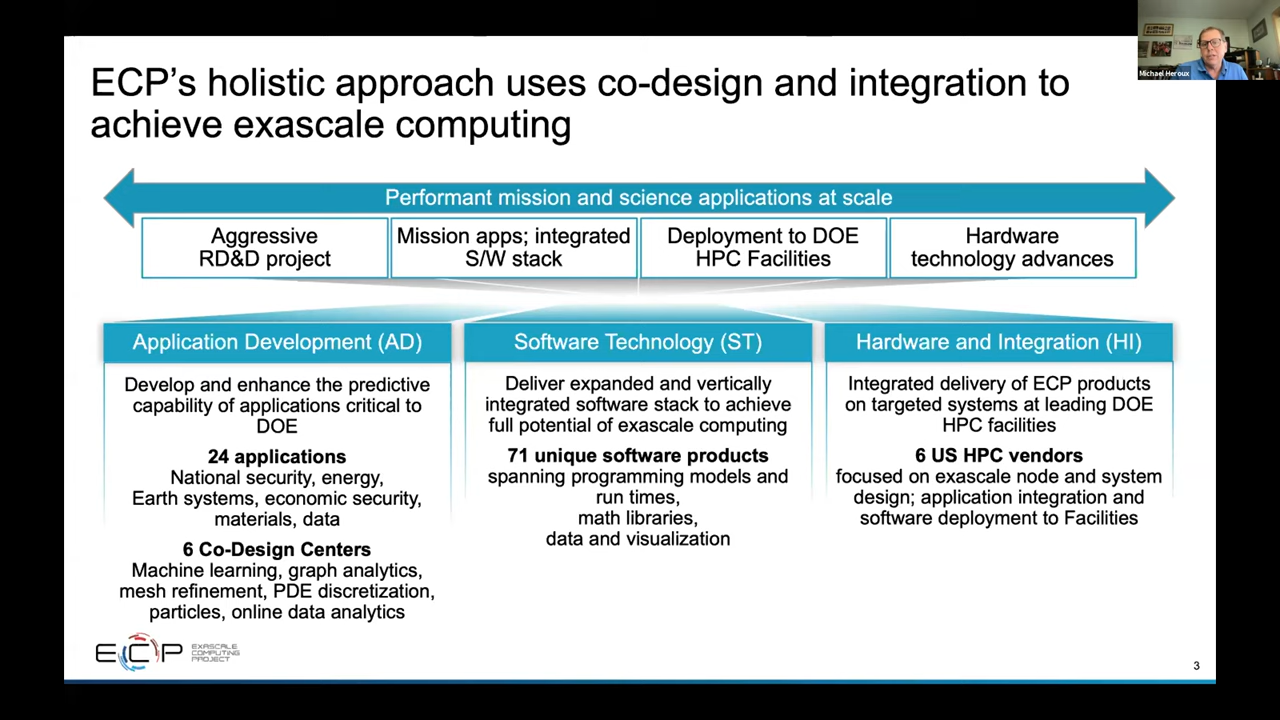 Michael Heroux
ECP’s holistic approach uses co-design and integration to
achieve exascale computing
Performant mission and science applications at scale
Aggressive
RD&D project
Mission apps; integrated
S/W stack
Deployment to DOE
HPC Facilities
Hardware
technology advances
Application Development (AD)
Develop and enhance the predictive
capability of applications critical to
DOE
24 applications
National security, energy,
Earth systems, economic security,
materials, data
6 Co-Design Centers
Machine learning, graph analytics,
mesh refinement, PDE discretization,
particles, online data analytics
Software Technology (ST)
Deliver expanded and vertically
integrated software stack to achieve
full potential of exascale computing
71 unique software products
spanning programming models and
run times,
math libraries,
data and visualization
Hardware and Integration (HI)
Integrated delivery of ECP products
on targeted systems at leading DOE
HPC facilities
6 US HPC vendors
focused on exascale node and system
design; application integration and
software deployment to Facilities
ECP
EXASCALE
COMPUTING
PROJECT
3